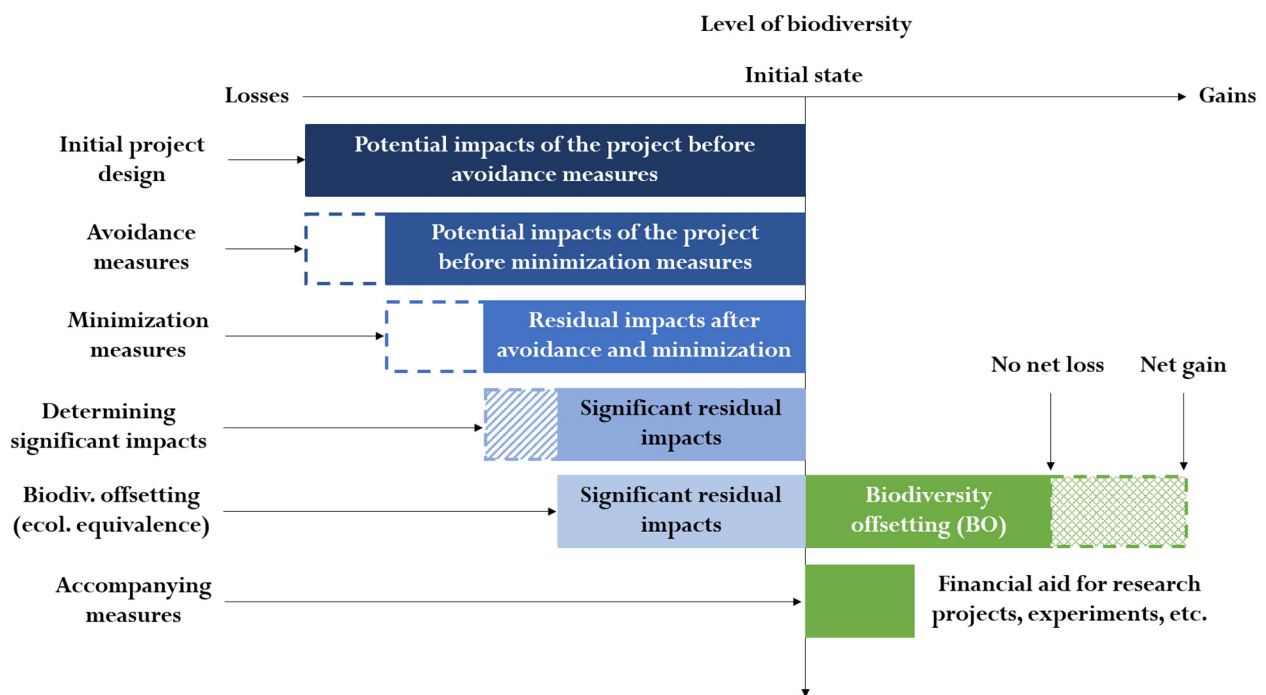 Level of biodiversity
Initial state
Losses
Gains
Initial project
design
Potential impacts of the project before
avoidance measures
Avoidance
measures
Potential impacts of the project
before minimization measures
Minimization
measures
Residual impacts after
avoidance and minimization
No net loss
Net gain
Determining
significant impacts
Significant residual
impacts
Biodiv. offsetting
(ecol. equivalence)
Significant residual
impacts
Biodiversity
offsetting (BO)
Accompanying
measures
Financial aid for research
projects, experiments, etc.